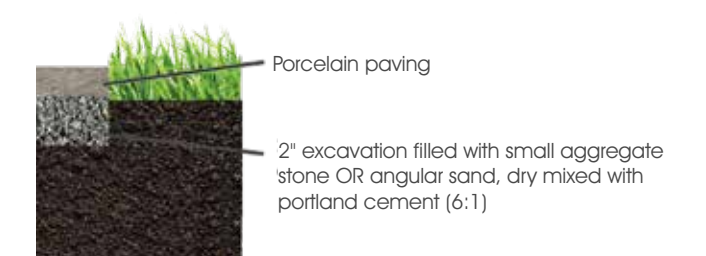 Porcelain paving
2" excavation filled with small aggregate
stone OR angular sand, dry mixed with
portland cement (6:1)